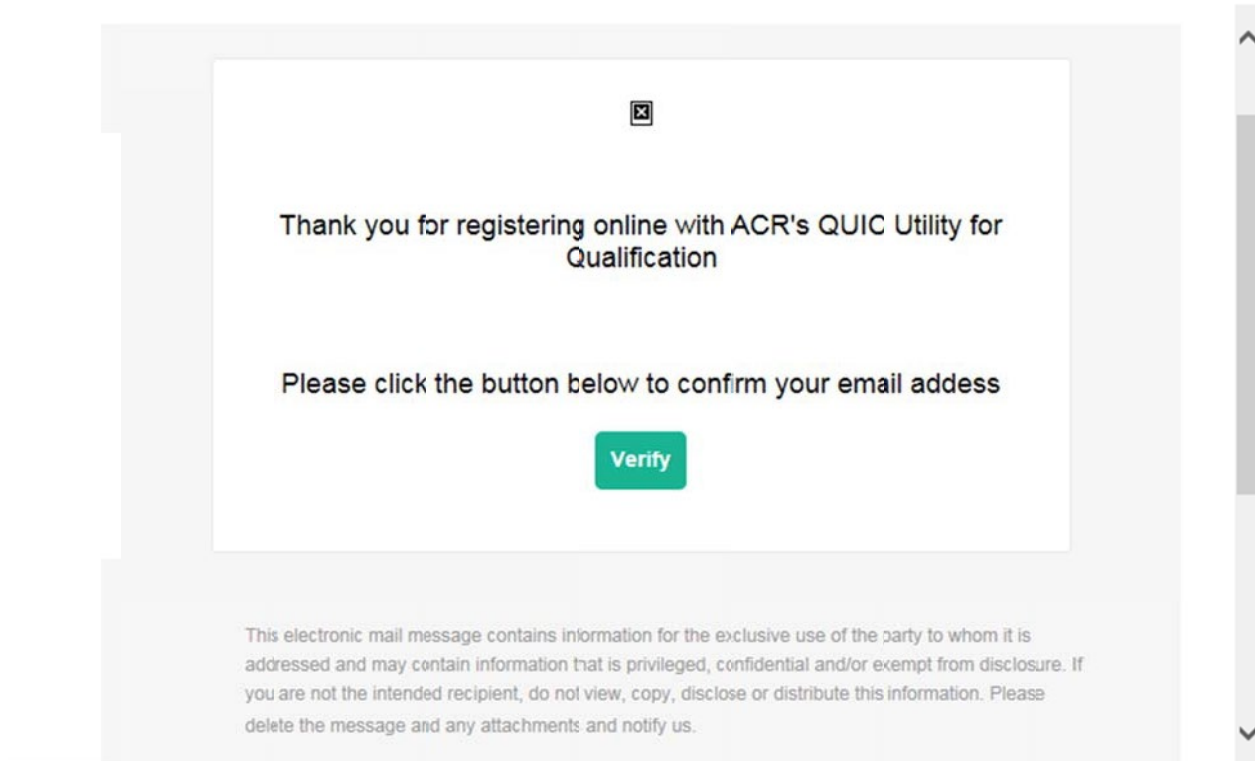 Thank you for registering online with ACR's QUIC Utility for
Qualification
Please click the button below to confirm your email addess
Verify
This electronic mail message contains information for the exclusive use of the party to whom it is
addressed and may contain information that is privileged, confidential and/or exempt from disclosure. If
you are not the intended recipient, do not view, copy, disclose or distribute this information. Please
delete the message and any attachments and notify us.